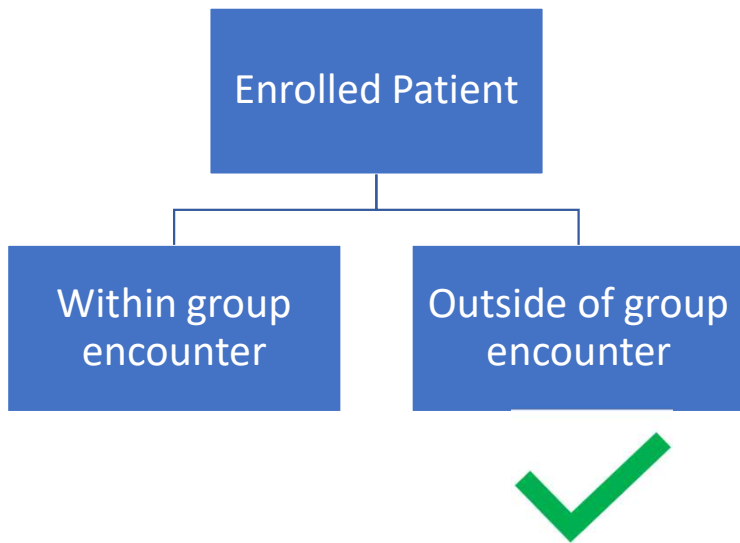 Enrolled Patient
Within group
encounter
Outside of group
encounter